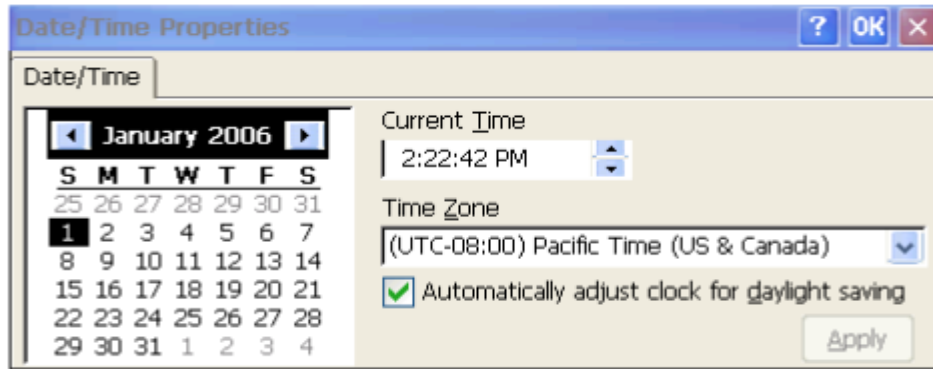 Date/Time Properties ? OK ×
Date/Time
January 2006
S M T W T F S
25 26 27 28 29 30 31
1 2 3 4 5 6 7
8 9 10 11 12 13 14
15 16 17 18 19 20 21
22 23 24 25 26 27 28
29 30 31 1 2 3 4
Current Time
2:22:42 PM
Time Zone
(UTC-08:00) Pacific Time (US & Canada)
Automatically adjust clock for daylight saving
Apply